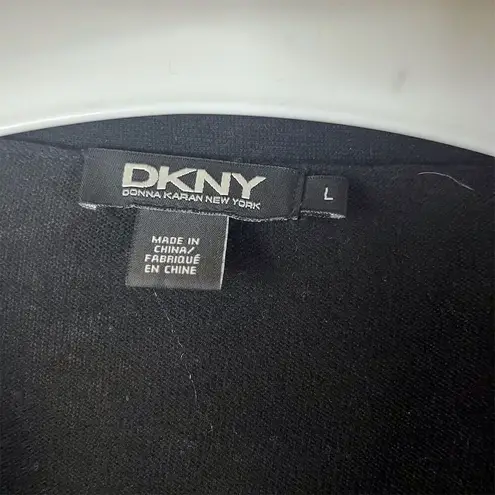 DKNY
DONNA KARAN NEW YORK
L
MADE IN
CHINA/
FABRIQUÉ
EN CHINE